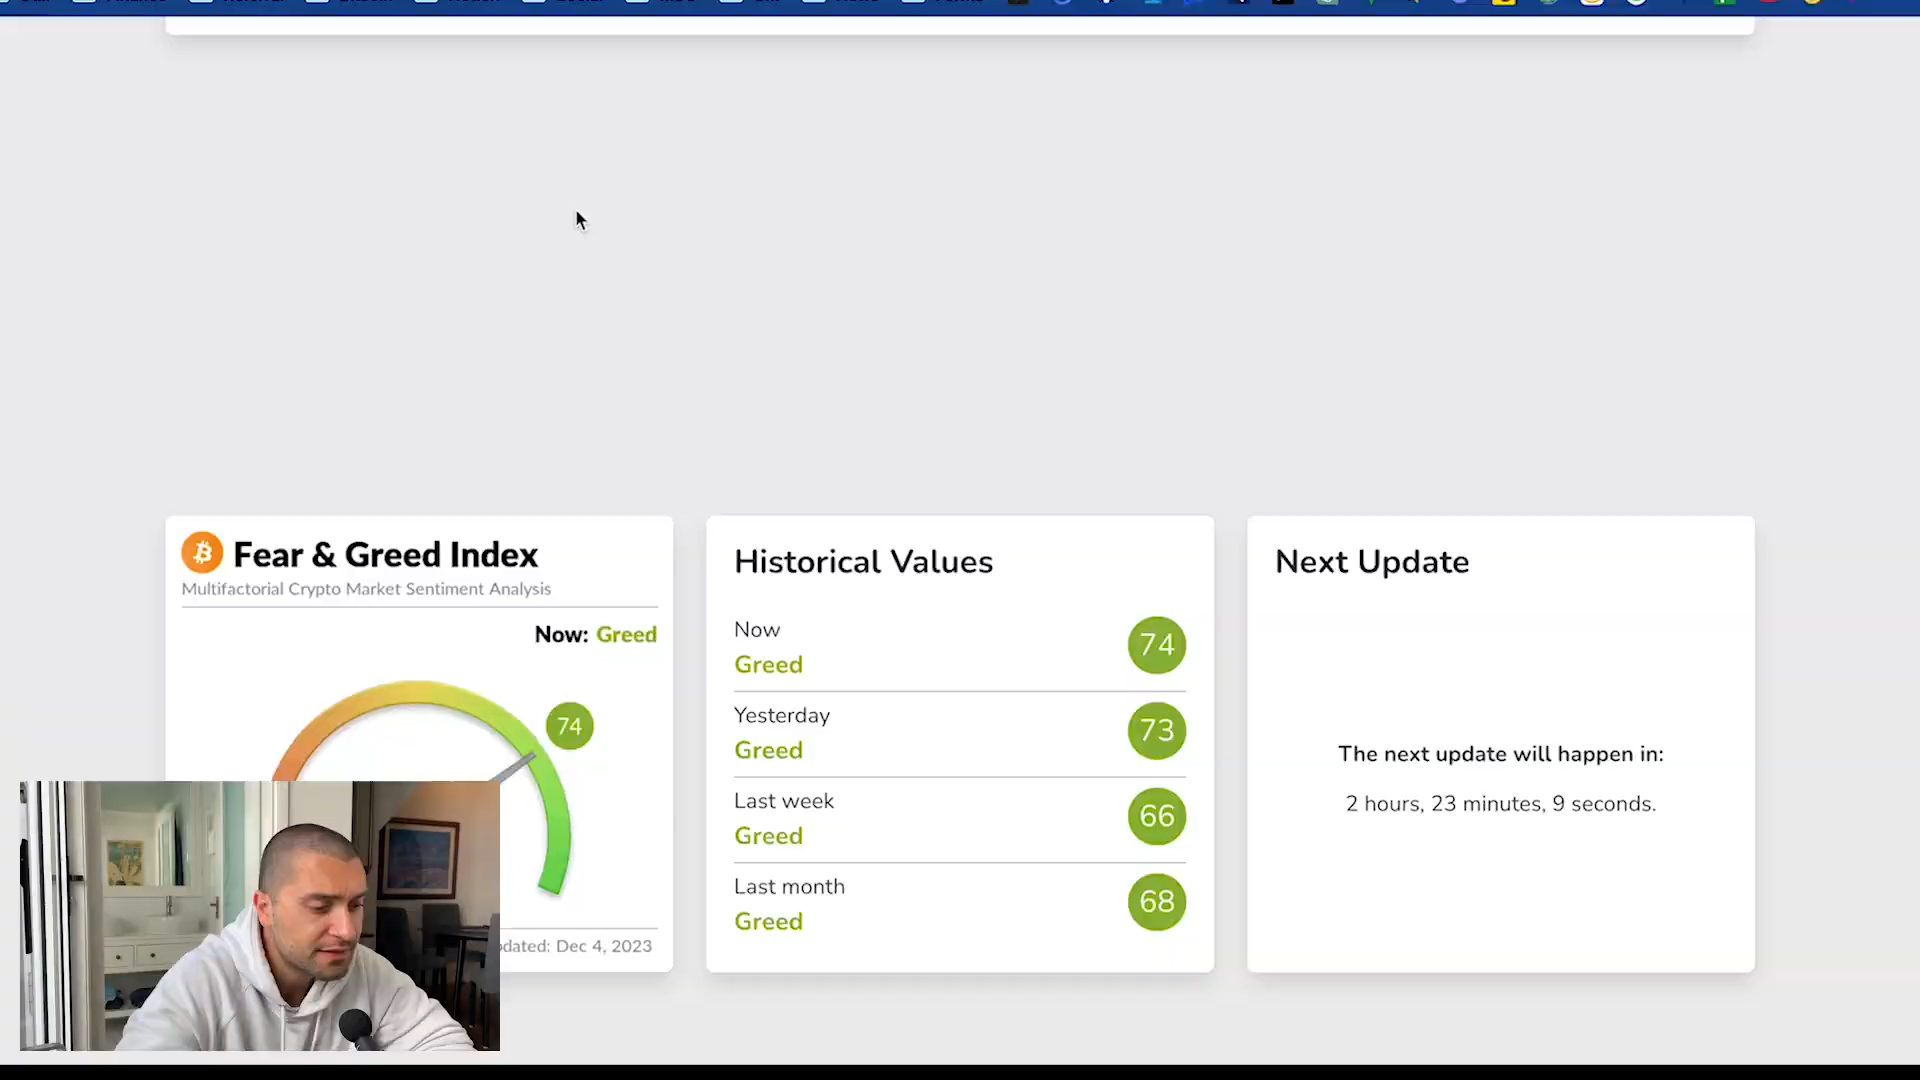 Fear & Greed Index
Multifactorial Crypto Market Sentiment Analysis
Now: Greed
74
dated: Dec 4, 2023
Historical Values
Now
Greed
74
Yesterday
Greed
73
Last week
Greed
66
Last month
Greed
68
Next Update
The next update will happen in:
2 hours, 23 minutes, 9 seconds.